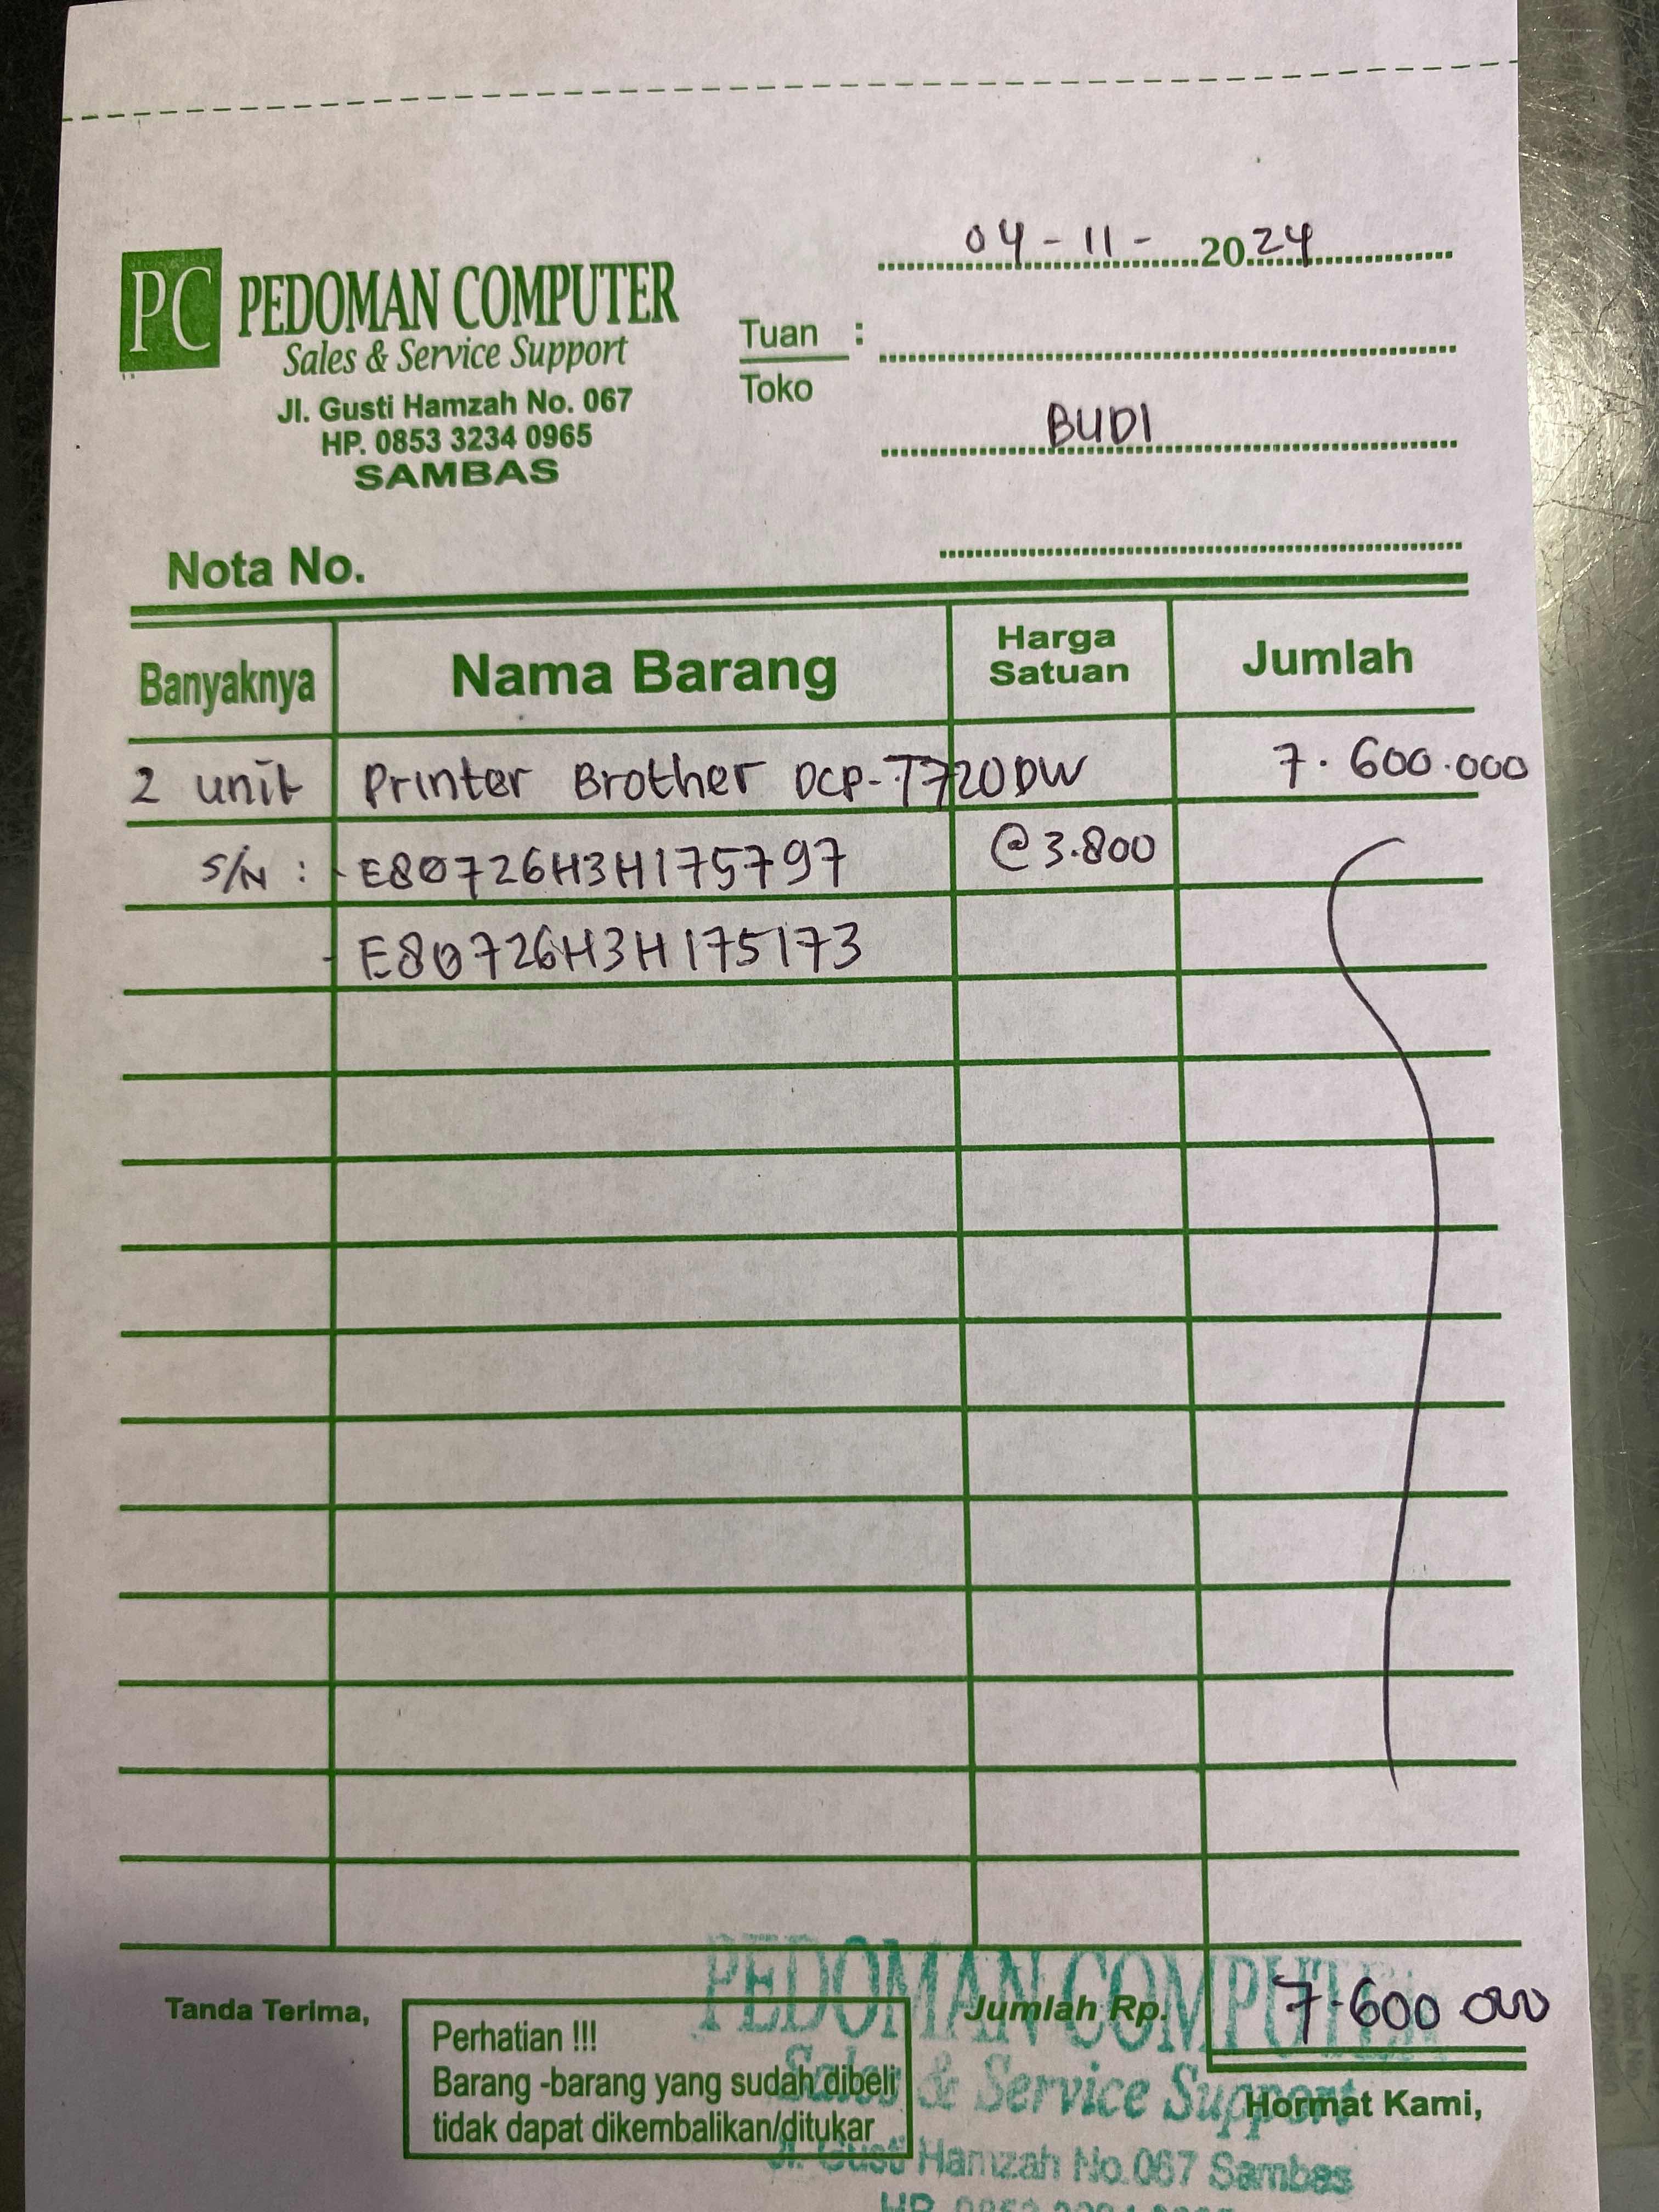 04-11-2024
PC
PEDOMAN COMPUTER
Sales & Service Support
Jl. Gusti Hamzah No. 067
HP. 0853 3234 0965
SAMBAS
Tuan :
Toko
BUDI
Nota No.
Banyaknya Nama Barang Harga Satuan Jumlah
2 unit Printer Brother DCP-T720DW 7.600.000
S/N : - E80726H3H175797 @3.800
- E80726H3H175173
Tanda Terima,
Perhatian !!!
Barang -barang yang sudah dibeli
tidak dapat dikembalikan/ditukar
Jumlah Rp. 7.600 000
Hormat Kami,
PEDOMAN COMPUTER
Sales & Service Support
Jl. Gusti Hamzah No.067 Sambas